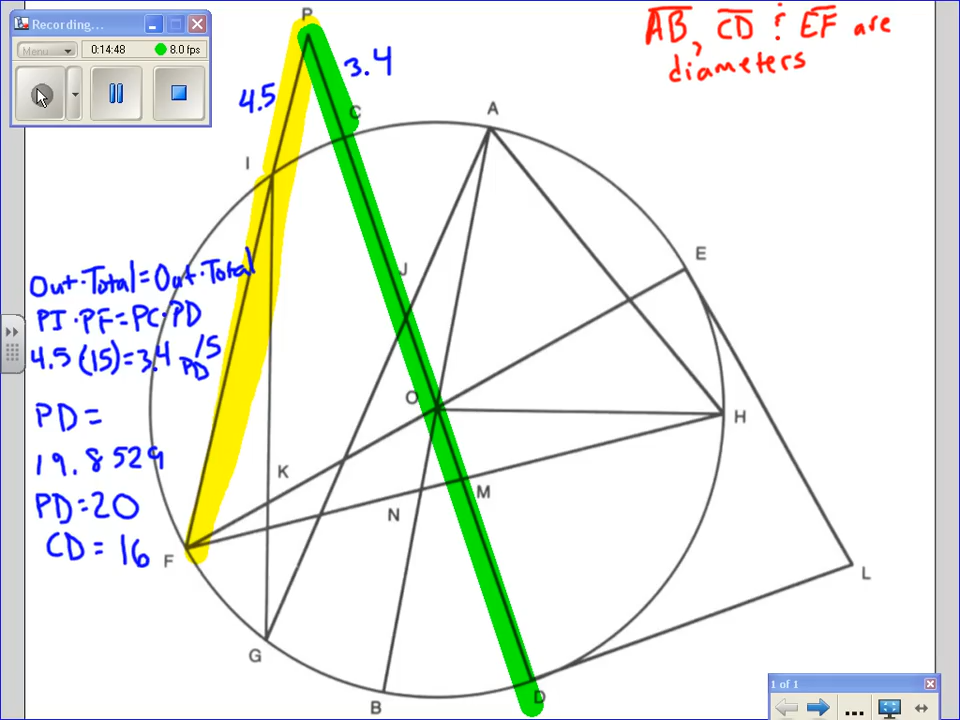 Recording...
Menu
0:14:48
8.0 fps
AB, CD & EF are
diameters
P
4.5
3.4
C
A
I
E
J
O
H
K
M
N
F
L
G
B
D
Out·Total=Out·Total
PI·PF=PC·PD
4.5(15)=3.4 PD
15
PD=
19.8529
PD=20
CD=16
1 of 1